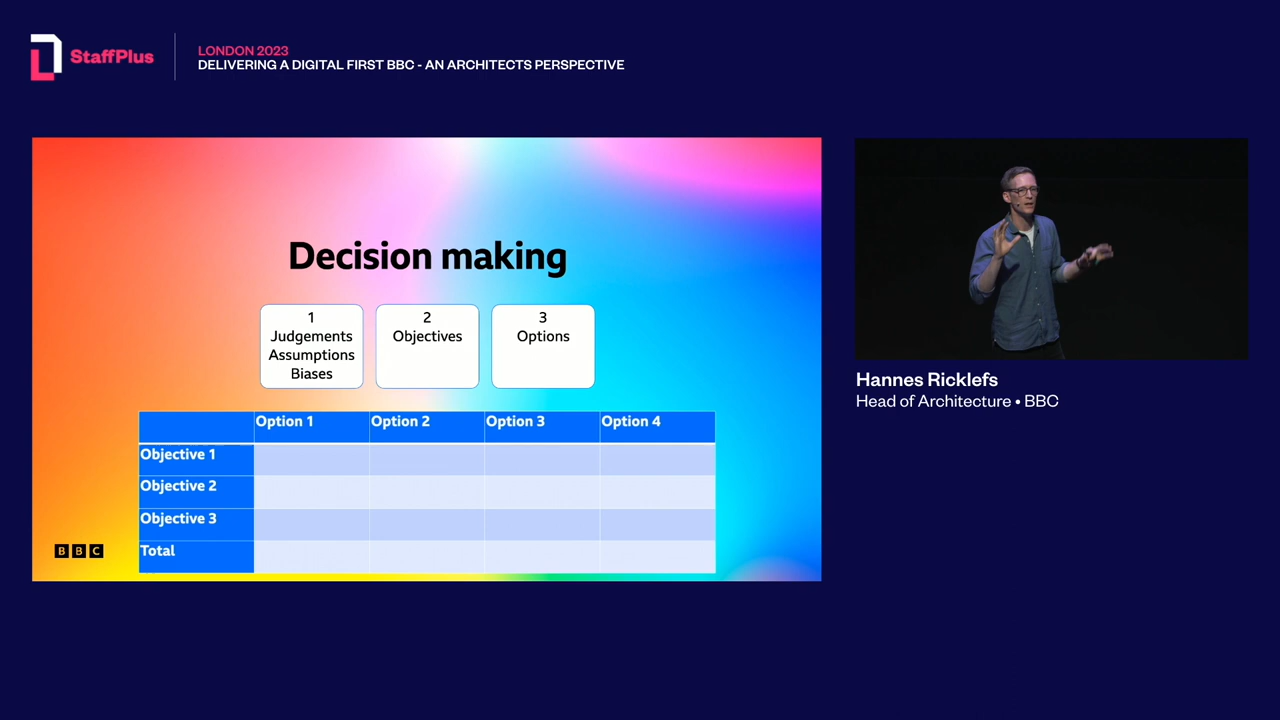 StaffPlus
LONDON 2023
DELIVERING A DIGITAL FIRST BBC - AN ARCHITECTS PERSPECTIVE
Decision making
1
Judgements
Assumptions
Biases
2
Objectives
3
Options
Option 1 Option 2 Option 3 Option 4
Objective 1
Objective 2
Objective 3
Total
BBC
Hannes Ricklefs
Head of Architecture • BBC